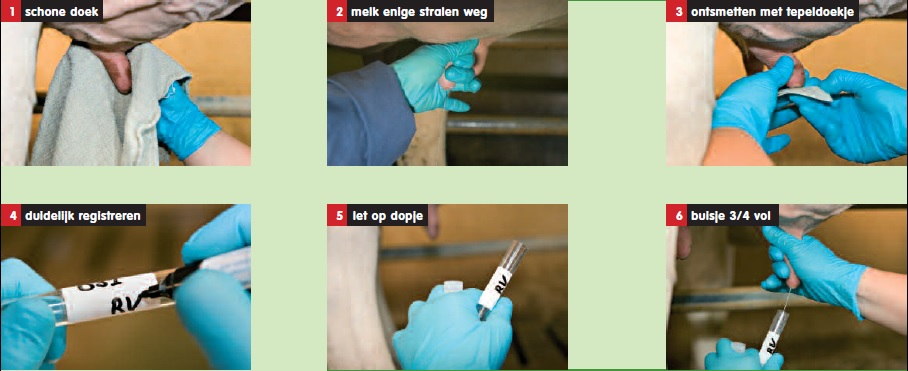 1 schone doek
2 melk enige stralen weg
3 ontsmetten met tepeldoekje
4 duidelijk registreren
RV
5 let op dopje
RV
6 buisje 3/4 vol
RV